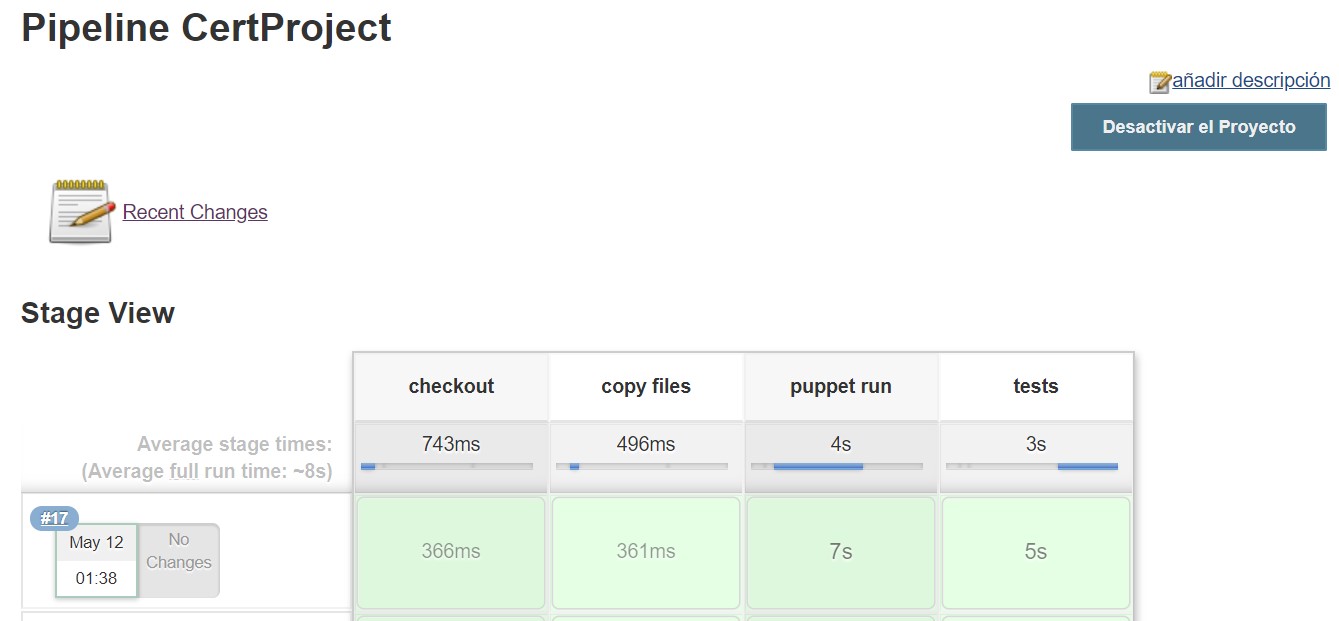 Pipeline CertProject
añadir descripción
Desactivar el Proyecto
Recent Changes
Stage View
checkout copy files puppet run tests
Average stage times: 743ms 496ms 4s 3s
(Average full run time: ~8s)
#17
May 12 No
Changes
01:38
366ms 361ms 7s 5s